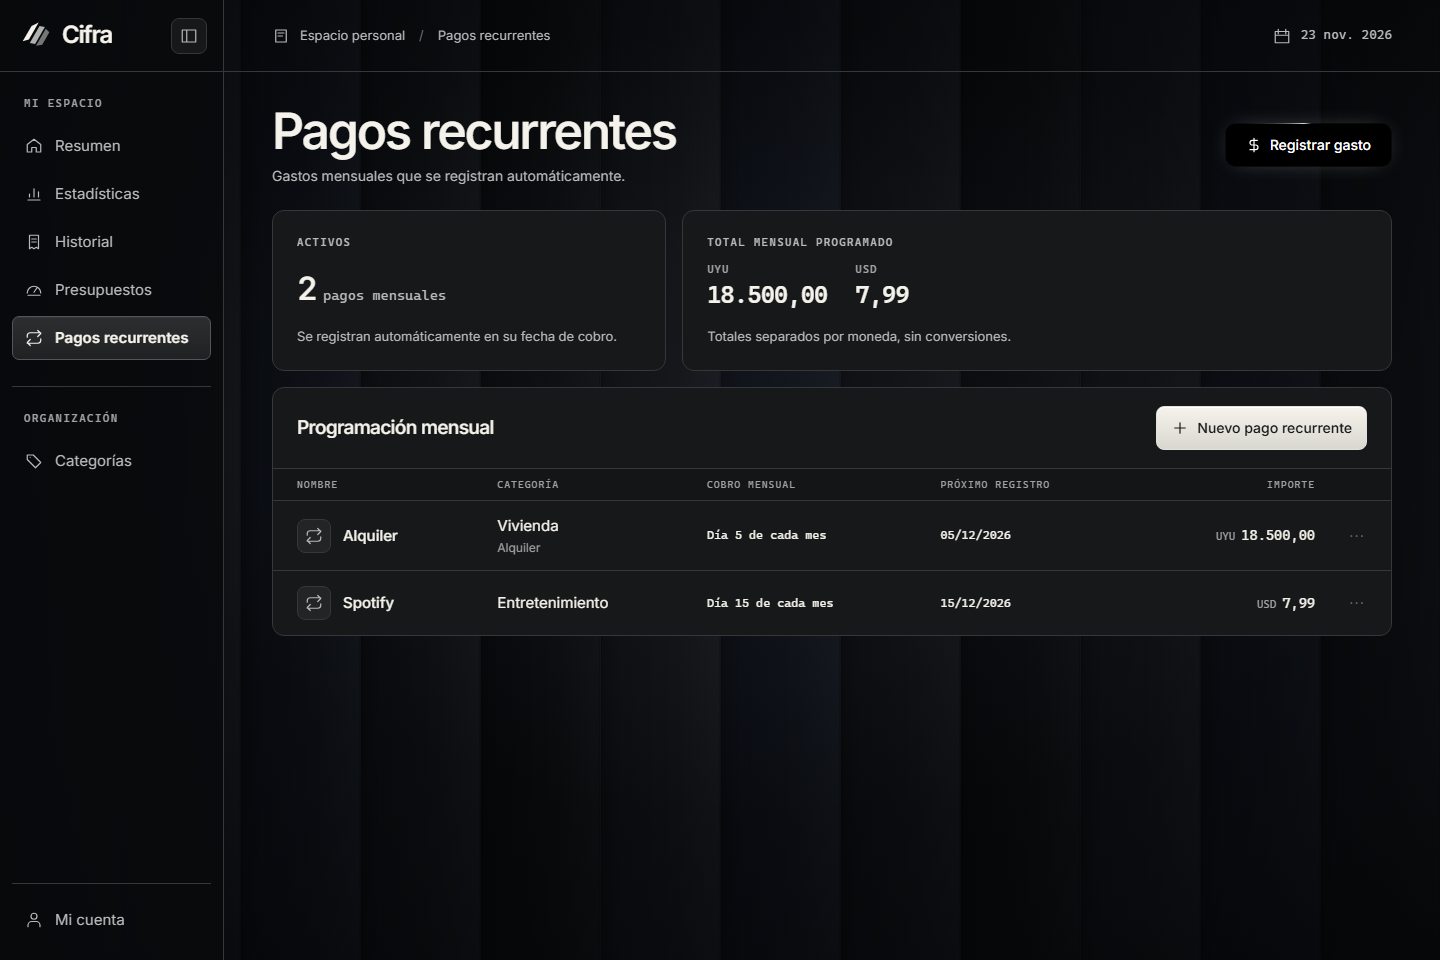 Cifra
Espacio personal / Pagos recurrentes
23 nov. 2026
MI ESPACIO
Resumen
Estadísticas
Historial
Presupuestos
Pagos recurrentes
ORGANIZACIÓN
Categorías
Mi cuenta
Pagos recurrentes
Gastos mensuales que se registran automáticamente.
$ Registrar gasto
ACTIVOS
2 pagos mensuales
Se registran automáticamente en su fecha de cobro.
TOTAL MENSUAL PROGRAMADO
UYU USD
18.500,00 7,99
Totales separados por moneda, sin conversiones.
Programación mensual
+ Nuevo pago recurrente
NOMBRE CATEGORÍA COBRO MENSUAL PRÓXIMO REGISTRO IMPORTE
Alquiler Vivienda Día 5 de cada mes 05/12/2026 UYU 18.500,00 ...
Alquiler
Spotify Entretenimiento Día 15 de cada mes 15/12/2026 USD 7,99 ...